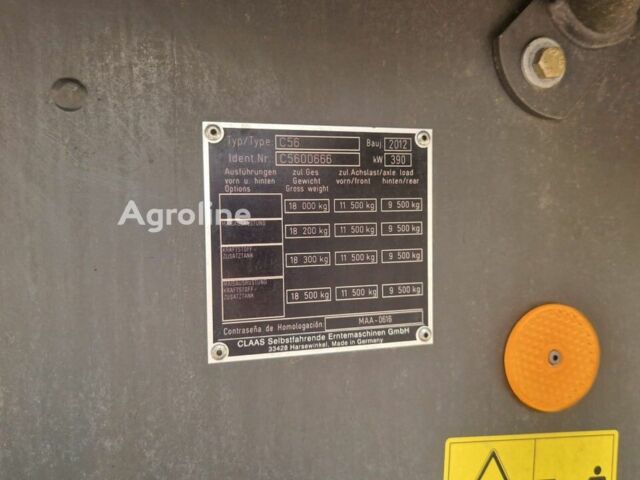 Agroline
Typ/Type C56 Bauj. 2012
Ident.Nr. C5600666 kW 390
Ausführungen zul.Ges zul.Achslast/axle load
vorn u. hinten Gewicht vorn/front hinten/rear
Options Gross weight
18 000 kg 11 500 kg 9 500 kg
18 200 kg 11 500 kg 9 500 kg
KRAFTSTOFF-
ZUSATZTANK
18 300 kg 11 500 kg 9 500 kg
MAISAUSRÜSTUNG
KRAFTSTOFF-
ZUSATZTANK
18 500 kg 11 500 kg 9 500 kg
Contraseña de Homologación: MAA-0616
CLAAS Selbstfahrende Erntemaschinen GmbH
33428 Harsewinkel, Made in Germany